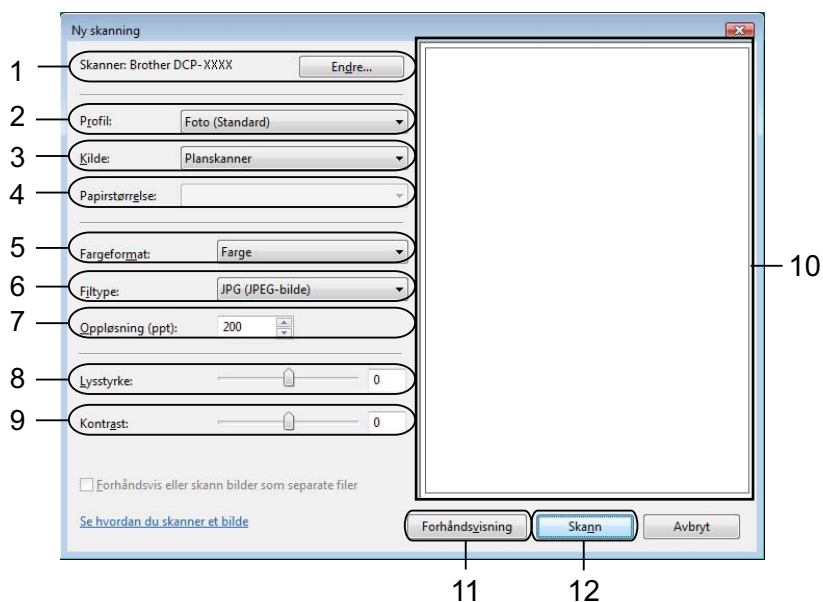 Ny skanning
1 Skanner: Brother DCP-XXXX Endre...
2 Profil: Foto (Standard)
3 Kilde: Planskanner
4 Papirstørrelse:
5 Fargeformat: Farge
6 Filtype: JPG (JPEG-bilde)
7 Oppløsning (ppt): 200
8 Lysstyrke: 0
9 Kontrast: 0
10
Forhåndsvis eller skann bilder som separate filer
Se hvordan du skanner et bilde
Forhåndsvisning Skann Avbryt
11 12